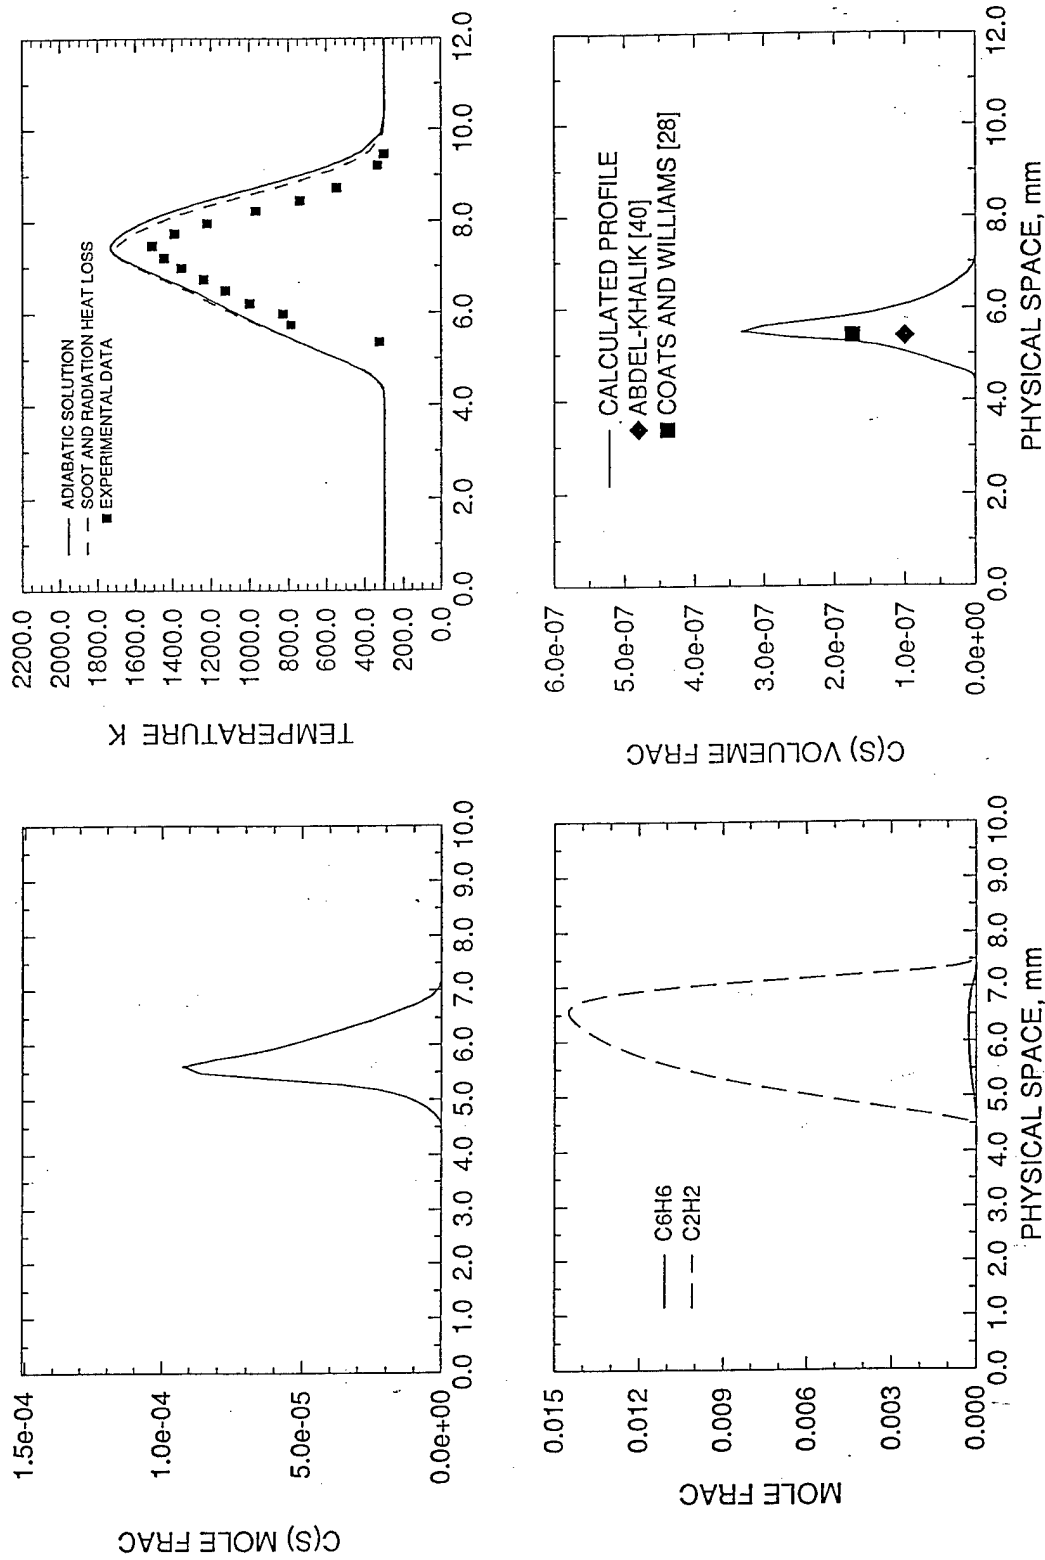 C(S) MOLE FRAC
1.5e-04
1.0e-04
5.0e-05
0.0e+00
0.0 1.0 2.0 3.0 4.0 5.0 6.0 7.0 8.0 9.0 10.0
TEMPERATURE K
2200.0
2000.0
1800.0
1600.0
1400.0
1200.0
1000.0
800.0
600.0
400.0
200.0
0.0
ADIABATIC SOLUTION
SOOT AND RADIATION HEAT LOSS
EXPERIMENTAL DATA
0.0 2.0 4.0 6.0 8.0 10.0 12.0
MOLE FRAC
0.015
0.012
0.009
0.006
0.003
0.000
C6H6
C2H2
0.0 1.0 2.0 3.0 4.0 5.0 6.0 7.0 8.0 9.0 10.0
PHYSICAL SPACE, mm
C(S) VOLUEME FRAC
6.0e-07
5.0e-07
4.0e-07
3.0e-07
2.0e-07
1.0e-07
0.0e+00
CALCULATED PROFILE
ABDEL-KHALIK [40]
COATS AND WILLIAMS [28]
0.0 2.0 4.0 6.0 8.0 10.0 12.0
PHYSICAL SPACE, mm